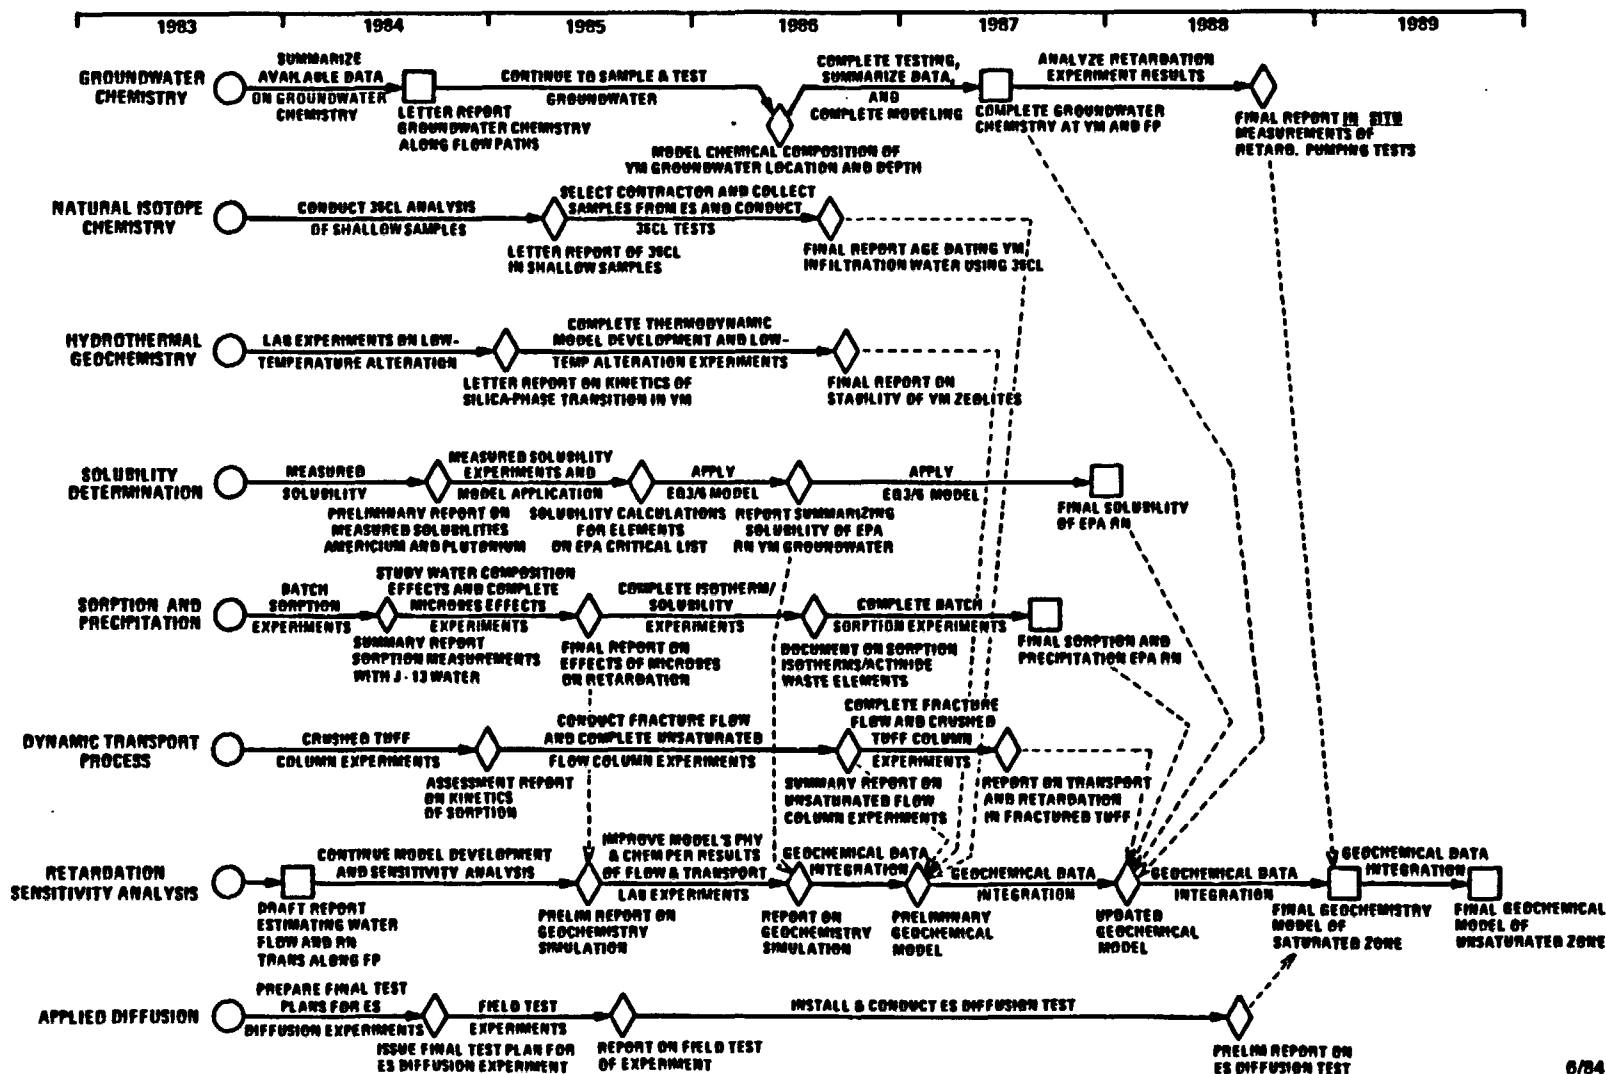 1983 1984 1985 1986 1987 1988 1989
GROUNDWATER
CHEMISTRY
SUMMARIZE
AVAILABLE DATA
ON GROUNDWATER
CHEMISTRY
LETTER REPORT
GROUNDWATER CHEMISTRY
ALONG FLOW PATHS
CONTINUE TO SAMPLE & TEST
GROUNDWATER
MODEL CHEMICAL COMPOSITION OF
YM GROUNDWATER LOCATION AND DEPTH
COMPLETE TESTING,
SUMMARIZE DATA,
AND
COMPLETE MODELING
COMPLETE GROUNDWATER
CHEMISTRY AT YM AND FP
ANALYZE RETARDATION
EXPERIMENT RESULTS
FINAL REPORT IN SITU
MEASUREMENTS OF
RETARD. PUMPING TESTS
NATURAL ISOTOPE
CHEMISTRY
CONDUCT 36CL ANALYSIS
OF SHALLOW SAMPLES
LETTER REPORT OF 36CL
IN SHALLOW SAMPLES
SELECT CONTRACTOR AND COLLECT
SAMPLES FROM ES AND CONDUCT
36CL TESTS
FINAL REPORT AGE DATING YM
INFILTRATION WATER USING 36CL
HYDROTHERMAL
GEOCHEMISTRY
LAB EXPERIMENTS ON LOW-
TEMPERATURE ALTERATION
LETTER REPORT ON KINETICS OF
SILICA-PHASE TRANSITION IN YM
COMPLETE THERMODYNAMIC
MODEL DEVELOPMENT AND LOW-
TEMP ALTERATION EXPERIMENTS
FINAL REPORT ON
STABILITY OF YM ZEOLITES
SOLUBILITY
DETERMINATION
MEASURED
SOLUBILITY
PRELIMINARY REPORT ON
MEASURED SOLUBILITIES
AMERICIUM AND PLUTONIUM
MEASURED SOLUBILITY
EXPERIMENTS AND
MODEL APPLICATION
SOLUBILITY CALCULATIONS
FOR ELEMENTS
ON EPA CRITICAL LIST
APPLY
EQ3/6 MODEL
REPORT SUMMARIZING
SOLUBILITY OF EPA
RN YM GROUNDWATER
APPLY
EQ3/6 MODEL
FINAL SOLUBILITY
OF EPA RN
SORPTION AND
PRECIPITATION
BATCH
SORPTION
EXPERIMENTS
SUMMARY REPORT
SORPTION MEASUREMENTS
WITH J-13 WATER
STUDY WATER COMPOSITION
EFFECTS AND COMPLETE
MICROBES EFFECTS
EXPERIMENTS
FINAL REPORT ON
EFFECTS OF MICROBES
ON RETARDATION
COMPLETE ISOTHERM/
SOLUBILITY
EXPERIMENTS
DOCUMENT ON SORPTION
ISOTHERMS/ACTINIDE
WASTE ELEMENTS
COMPLETE BATCH
SORPTION EXPERIMENTS
FINAL SORPTION AND
PRECIPITATION EPA RN
DYNAMIC TRANSPORT
PROCESS
CRUSHED TUFF
COLUMN EXPERIMENTS
ASSESSMENT REPORT
ON KINETICS
OF SORPTION
CONDUCT FRACTURE FLOW
AND COMPLETE UNSATURATED
FLOW COLUMN EXPERIMENTS
SUMMARY REPORT ON
UNSATURATED FLOW
COLUMN EXPERIMENTS
COMPLETE FRACTURE
FLOW AND CRUSHED
TUFF COLUMN
EXPERIMENTS
REPORT ON TRANSPORT
AND RETARDATION
IN FRACTURED TUFF
RETARDATION
SENSITIVITY ANALYSIS
DRAFT REPORT
ESTIMATING WATER
FLOW AND RN
TRANS ALONG FP
CONTINUE MODEL DEVELOPMENT
AND SENSITIVITY ANALYSIS
PRELIM REPORT ON
GEOCHEMISTRY
SIMULATION
IMPROVE MODEL'S PHY
& CHEM PER RESULTS
OF FLOW & TRANSPORT
LAB EXPERIMENTS
REPORT ON
GEOCHEMISTRY
SIMULATION
GEOCHEMICAL DATA
INTEGRATION
PRELIMINARY
GEOCHEMICAL
MODEL
GEOCHEMICAL DATA
INTEGRATION
UPDATED
GEOCHEMICAL
MODEL
GEOCHEMICAL DATA
INTEGRATION
FINAL GEOCHEMISTRY
MODEL OF
SATURATED ZONE
GEOCHEMICAL DATA
INTEGRATION
FINAL GEOCHEMICAL
MODEL OF
UNSATURATED ZONE
APPLIED DIFFUSION
PREPARE FINAL TEST
PLANS FOR ES
DIFFUSION EXPERIMENTS
ISSUE FINAL TEST PLAN FOR
ES DIFFUSION EXPERIMENT
FIELD TEST
EXPERIMENTS
REPORT ON FIELD TEST
OF EXPERIMENT
INSTALL & CONDUCT ES DIFFUSION TEST
PRELIM REPORT ON
ES DIFFUSION TEST
6/84